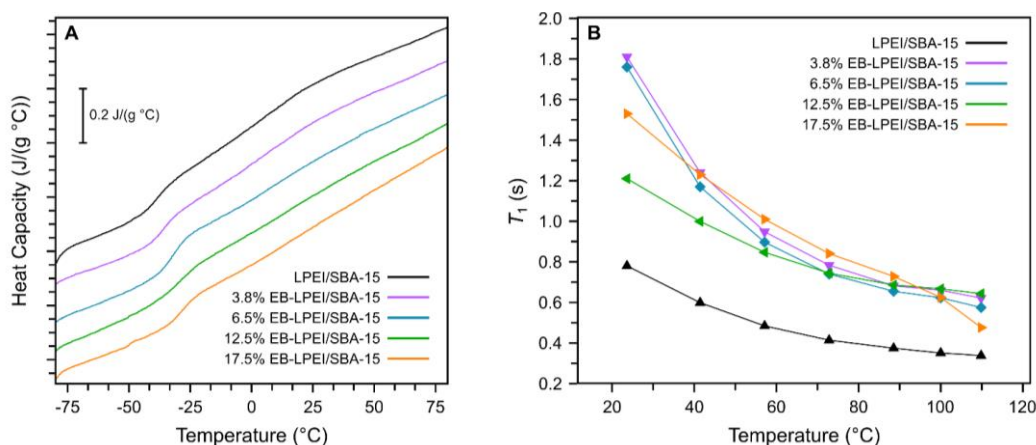 A
Heat Capacity (J/(g °C))
0.2 J/(g °C)
LPEI/SBA-15
3.8% EB-LPEI/SBA-15
6.5% EB-LPEI/SBA-15
12.5% EB-LPEI/SBA-15
17.5% EB-LPEI/SBA-15
-75 -50 -25 0 25 50 75
Temperature (°C)
B
T1 (s)
2.0
1.8
1.6
1.4
1.2
1.0
0.8
0.6
0.4
0.2
LPEI/SBA-15
3.8% EB-LPEI/SBA-15
6.5% EB-LPEI/SBA-15
12.5% EB-LPEI/SBA-15
17.5% EB-LPEI/SBA-15
20 40 60 80 100 120
Temperature (°C)